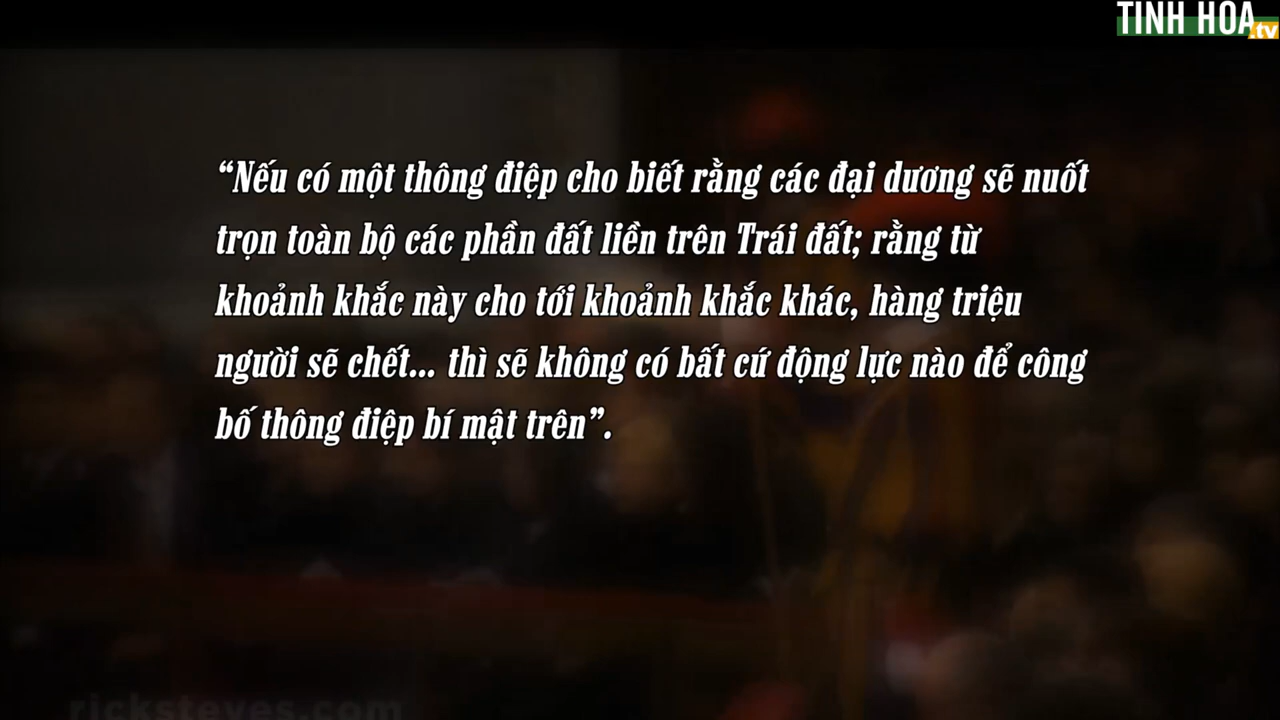 TINH HOA
.tv
“Nếu có một thông điệp cho biết rằng các đại dương sẽ nuốt
trọn toàn bộ các phần đất liền trên Trái đất; rằng từ
khoảnh khắc này cho tới khoảnh khắc khác, hàng triệu
người sẽ chết... thì sẽ không có bất cứ động lực nào để công
bố thông điệp bí mật trên”.
ricksteves.com